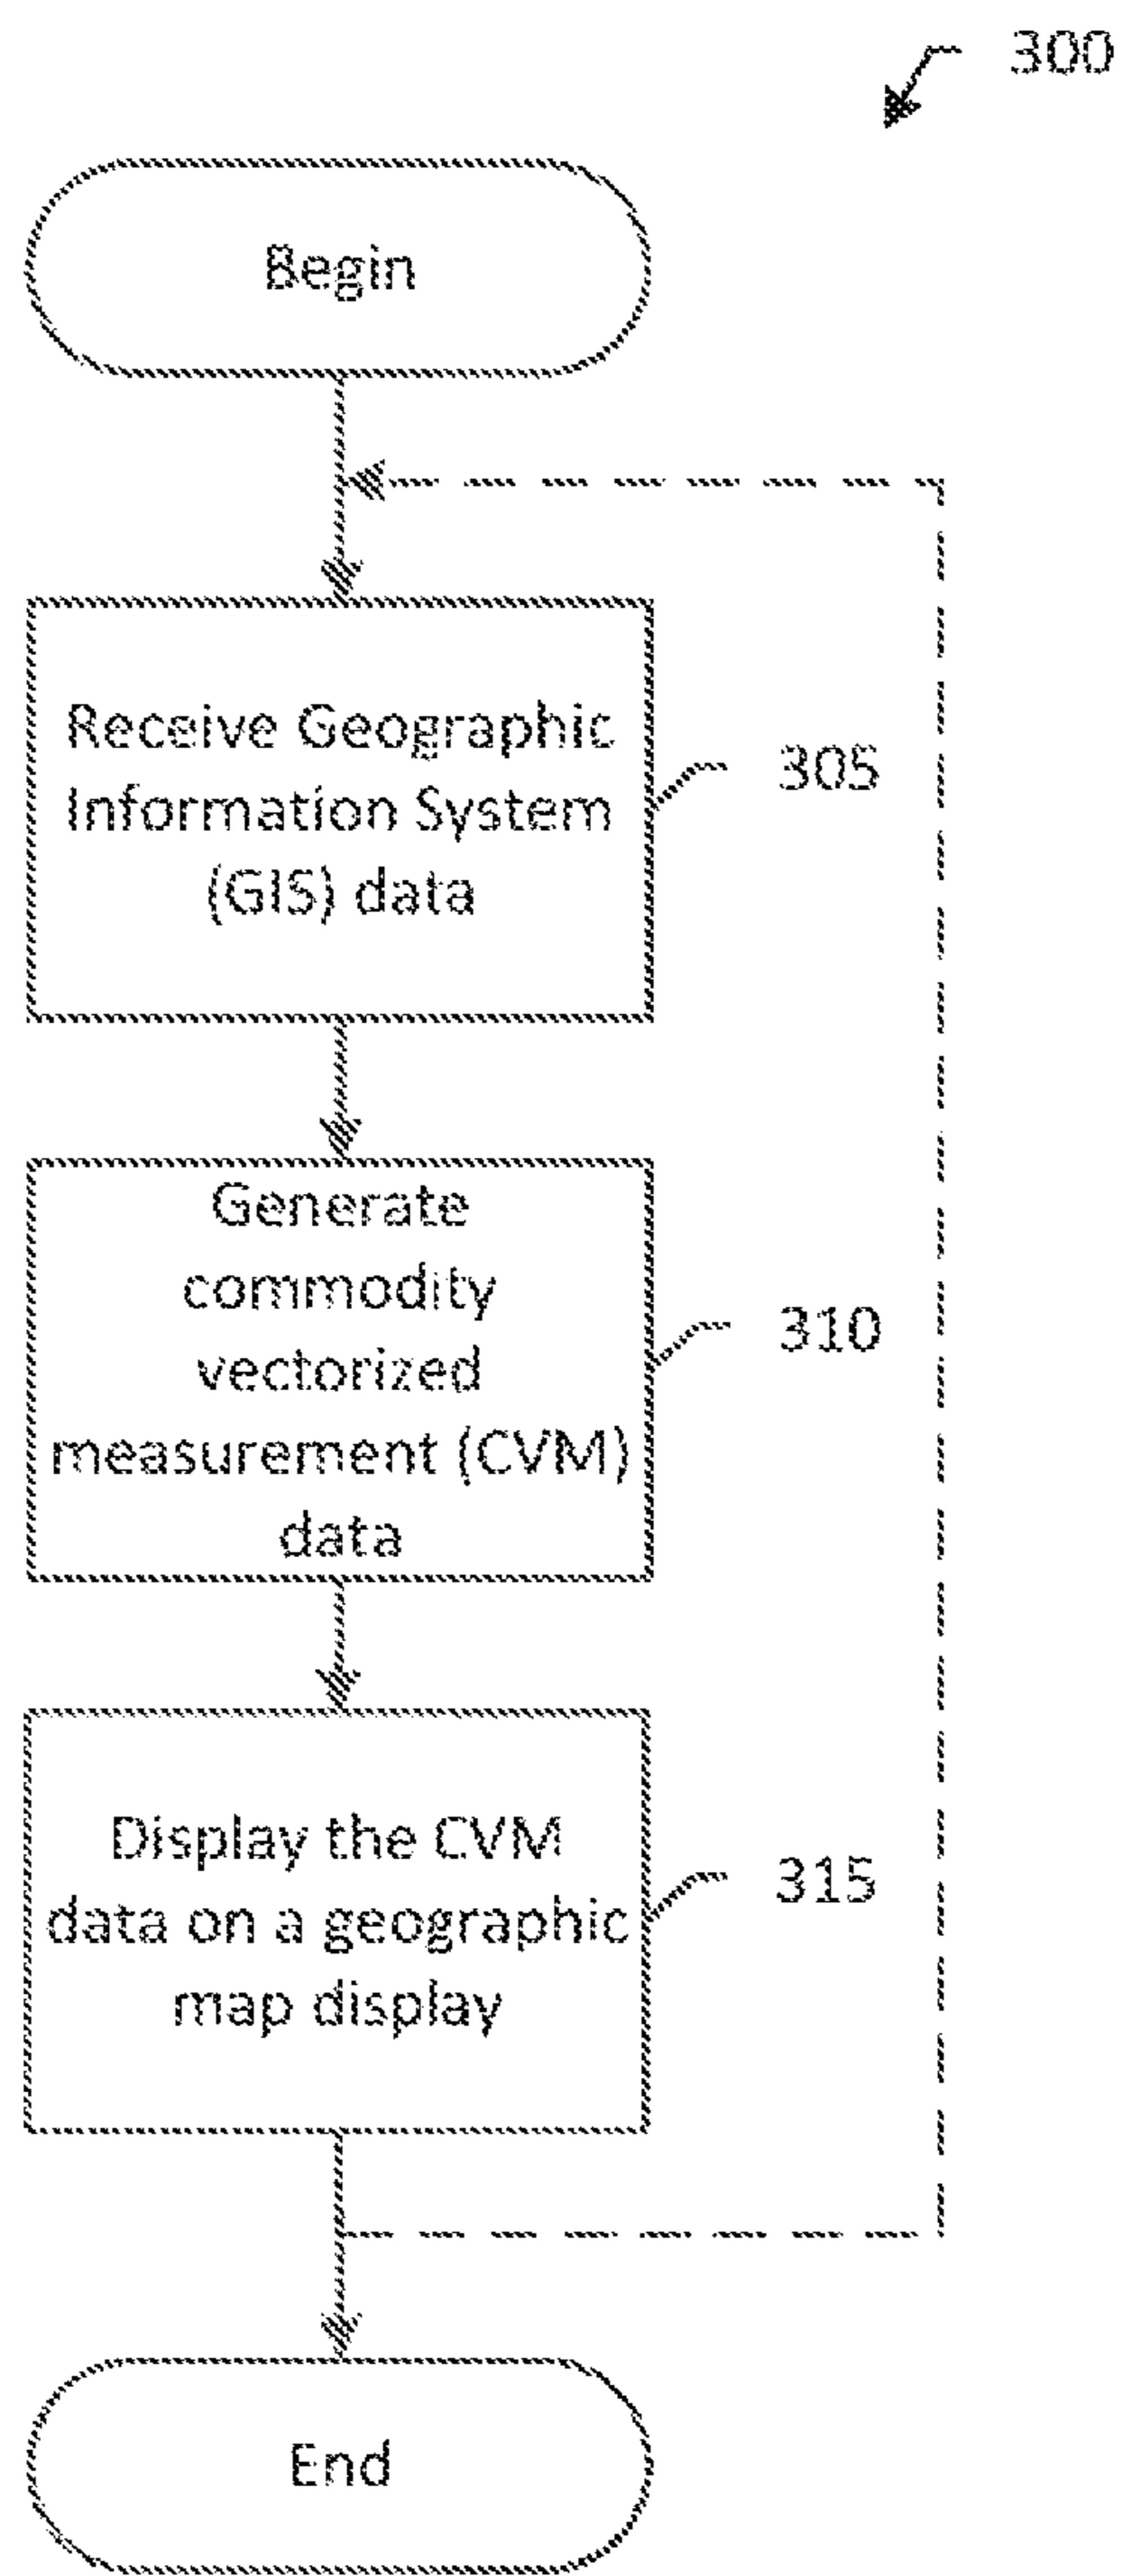 300
Begin
Receive Geographic
Information System
(GIS) data
305
Generate
commodity
vectorized
measurement (CVM)
data
310
Display the CVM
data on a geographic
map display
315
End